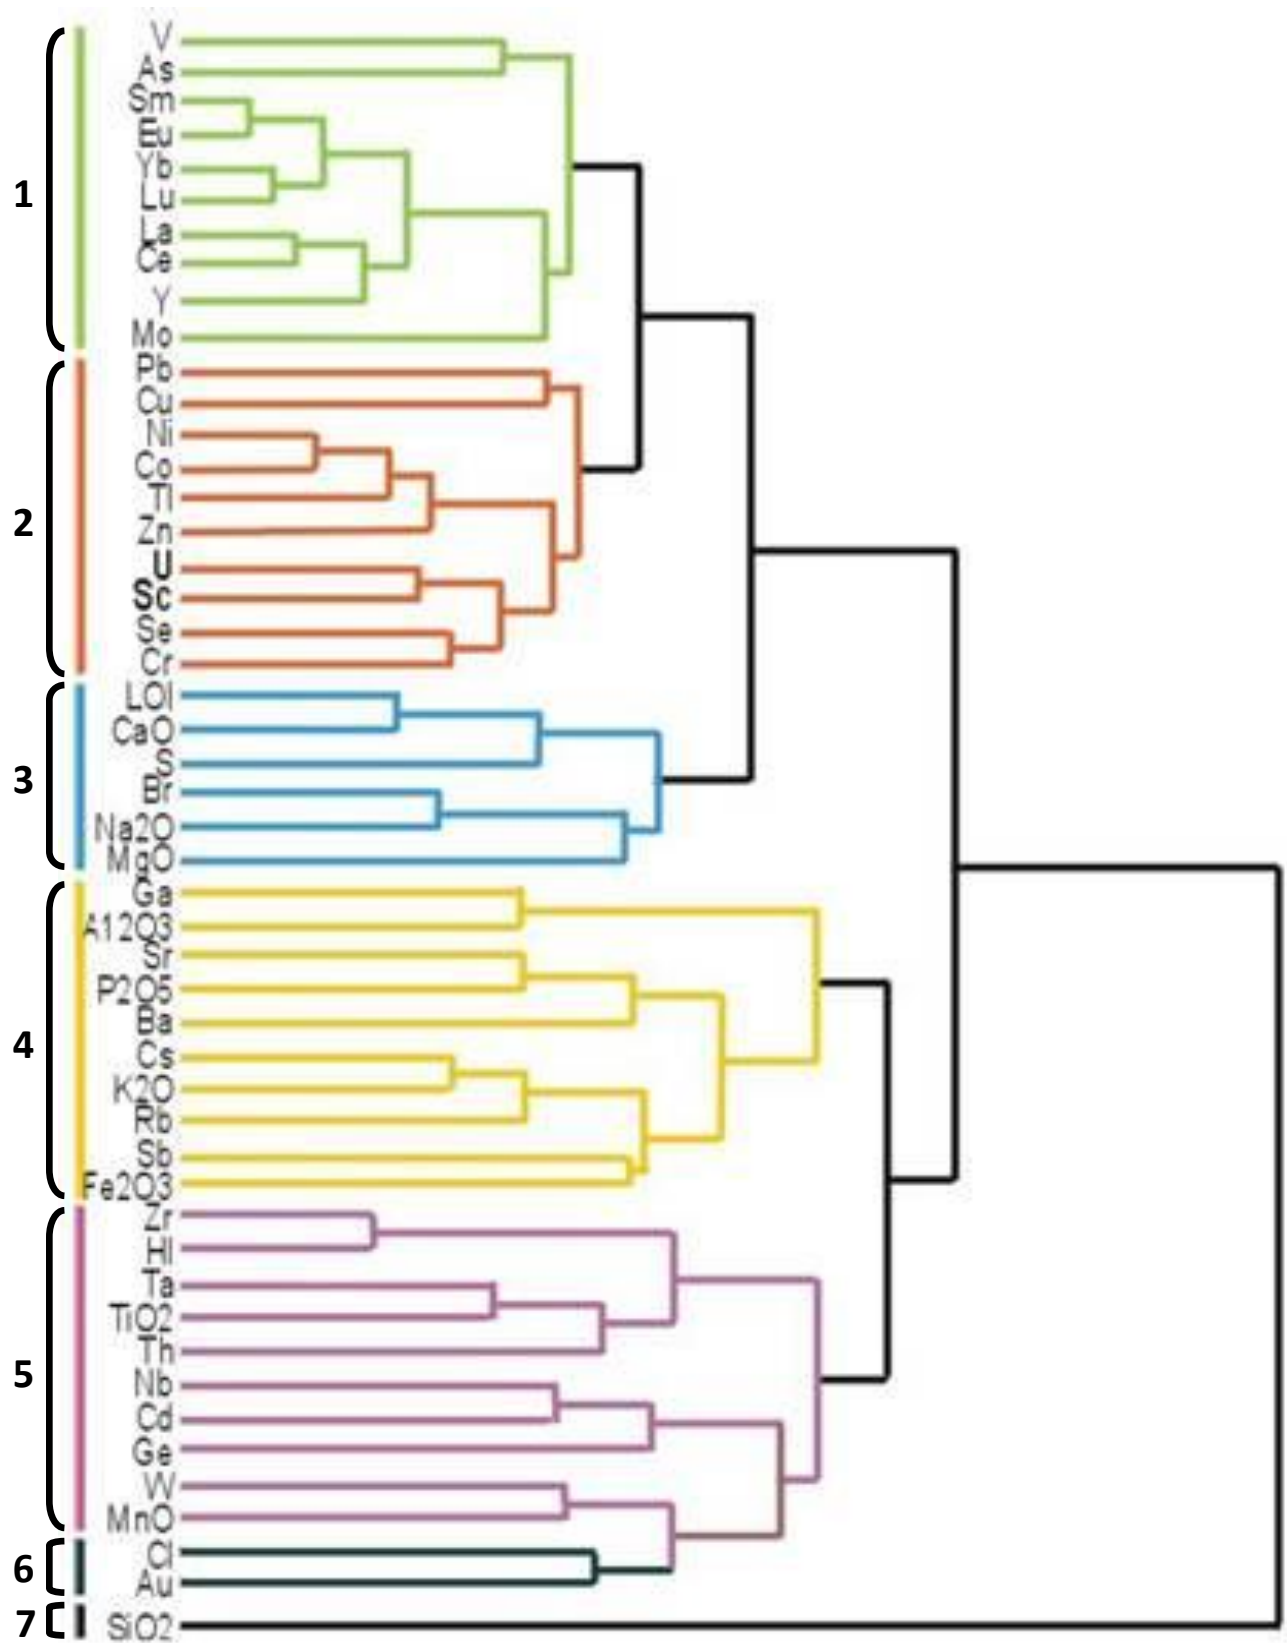 V
As
Sm
Eu
Yb
1
Lu
La
Ce
Y
Mo
Pb
Cu
Ni
Co
2
Tl
Zn
U
Sc
Se
Cr
LOI
CaO
3
S
Br
Na2O
MgO
Ga
A12O3
Sr
P2O5
Ba
4
Cs
K2O
Rb
Sb
Fe2O3
Zr
Hl
Ta
TiO2
Th
5
Nb
Cd
Ge
W
MnO
6
Cl
Au
7
SiO2